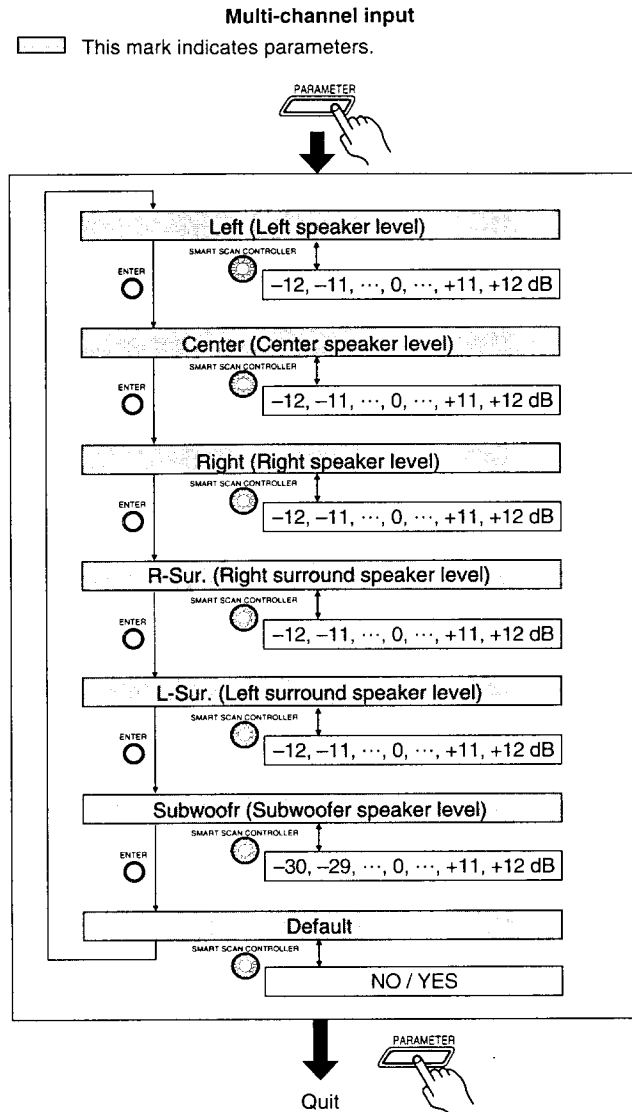 Multi-channel input
This mark indicates parameters.
PARAMETER
Left (Left speaker level)
SMART SCAN CONTROLLER
ENTER
−12, −11, ···, 0, ···, +11, +12 dB
Center (Center speaker level)
SMART SCAN CONTROLLER
ENTER
−12, −11, ···, 0, ···, +11, +12 dB
Right (Right speaker level)
SMART SCAN CONTROLLER
ENTER
−12, −11, ···, 0, ···, +11, +12 dB
R-Sur. (Right surround speaker level)
SMART SCAN CONTROLLER
ENTER
−12, −11, ···, 0, ···, +11, +12 dB
L-Sur. (Left surround speaker level)
SMART SCAN CONTROLLER
ENTER
−12, −11, ···, 0, ···, +11, +12 dB
Subwoofr (Subwoofer speaker level)
SMART SCAN CONTROLLER
ENTER
−30, −29, ···, 0, ···, +11, +12 dB
Default
SMART SCAN CONTROLLER
NO / YES
PARAMETER
Quit